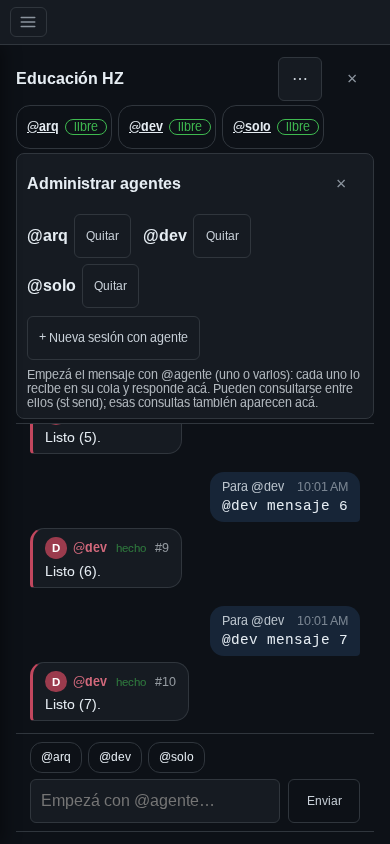 Educación HZ
... ×
@arq libre @dev libre @solo libre
Administrar agentes ×
@arq Quitar @dev Quitar
@solo Quitar
+ Nueva sesión con agente
Empezá el mensaje con @agente (uno o varios): cada uno lo
recibe en su cola y responde acá. Pueden consultarse entre
ellos (st send); esas consultas también aparecen acá.
Listo (5).
Para @dev 10:01 AM
@dev mensaje 6
D @dev hecho #9
Listo (6).
Para @dev 10:01 AM
@dev mensaje 7
D @dev hecho #10
Listo (7).
@arq @dev @solo
Empezá con @agente…
Enviar